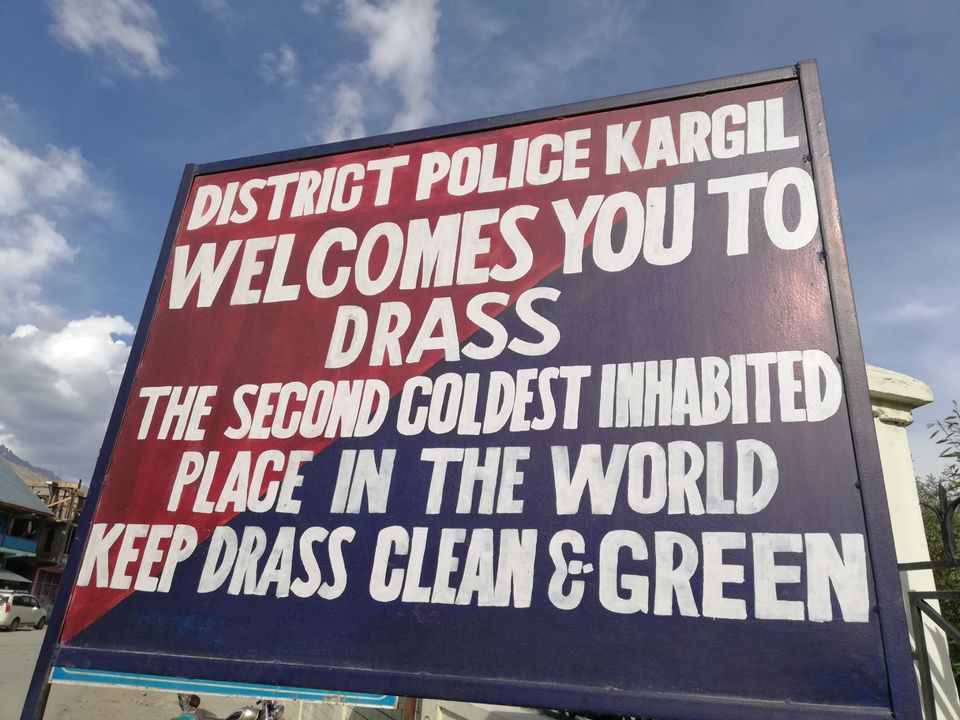 DISTRICT POLICE KARGIL
WELCOMES YOU TO
DRASS
THE SECOND COLDEST INHABITED
PLACE IN THE WORLD
KEEP DRASS CLEAN & GREEN